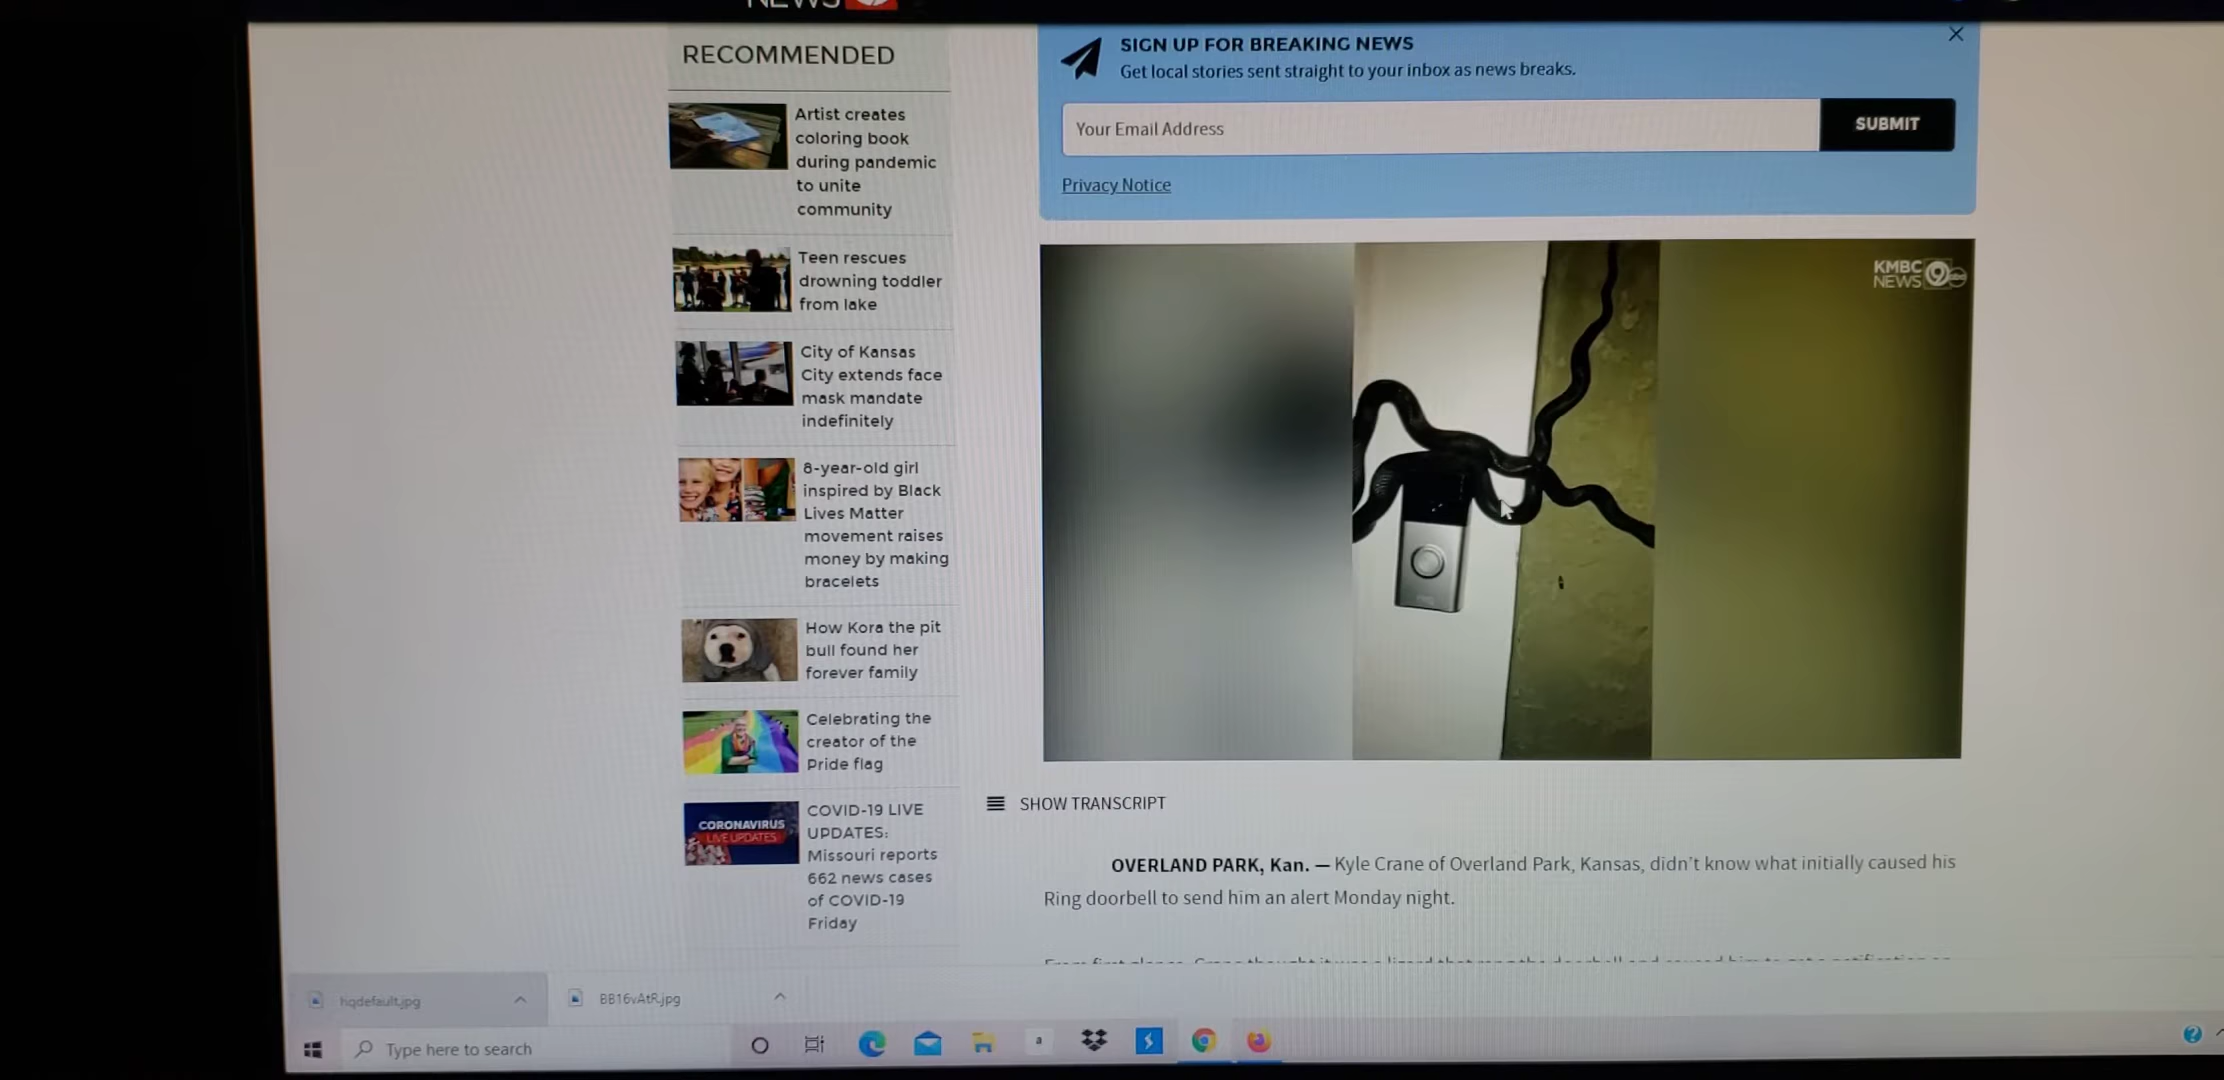 NEWS
RECOMMENDED
Artist creates
coloring book
during pandemic
to unite
community
Teen rescues
drowning toddler
from lake
City of Kansas
City extends face
mask mandate
indefinitely
8-year-old girl
inspired by Black
Lives Matter
movement raises
money by making
bracelets
How Kora the pit
bull found her
forever family
Celebrating the
creator of the
Pride flag
CORONAVIRUS
LIVE UPDATES
COVID-19 LIVE
UPDATES:
Missouri reports
662 news cases
of COVID-19
Friday
SIGN UP FOR BREAKING NEWS
Get local stories sent straight to your inbox as news breaks.
Your Email Address
SUBMIT
Privacy Notice
KMBC
NEWS 9 abc
SHOW TRANSCRIPT
OVERLAND PARK, Kan. — Kyle Crane of Overland Park, Kansas, didn't know what initially caused his
Ring doorbell to send him an alert Monday night.
hqdefault.jpg
BB16vAtR.jpg
Type here to search
a